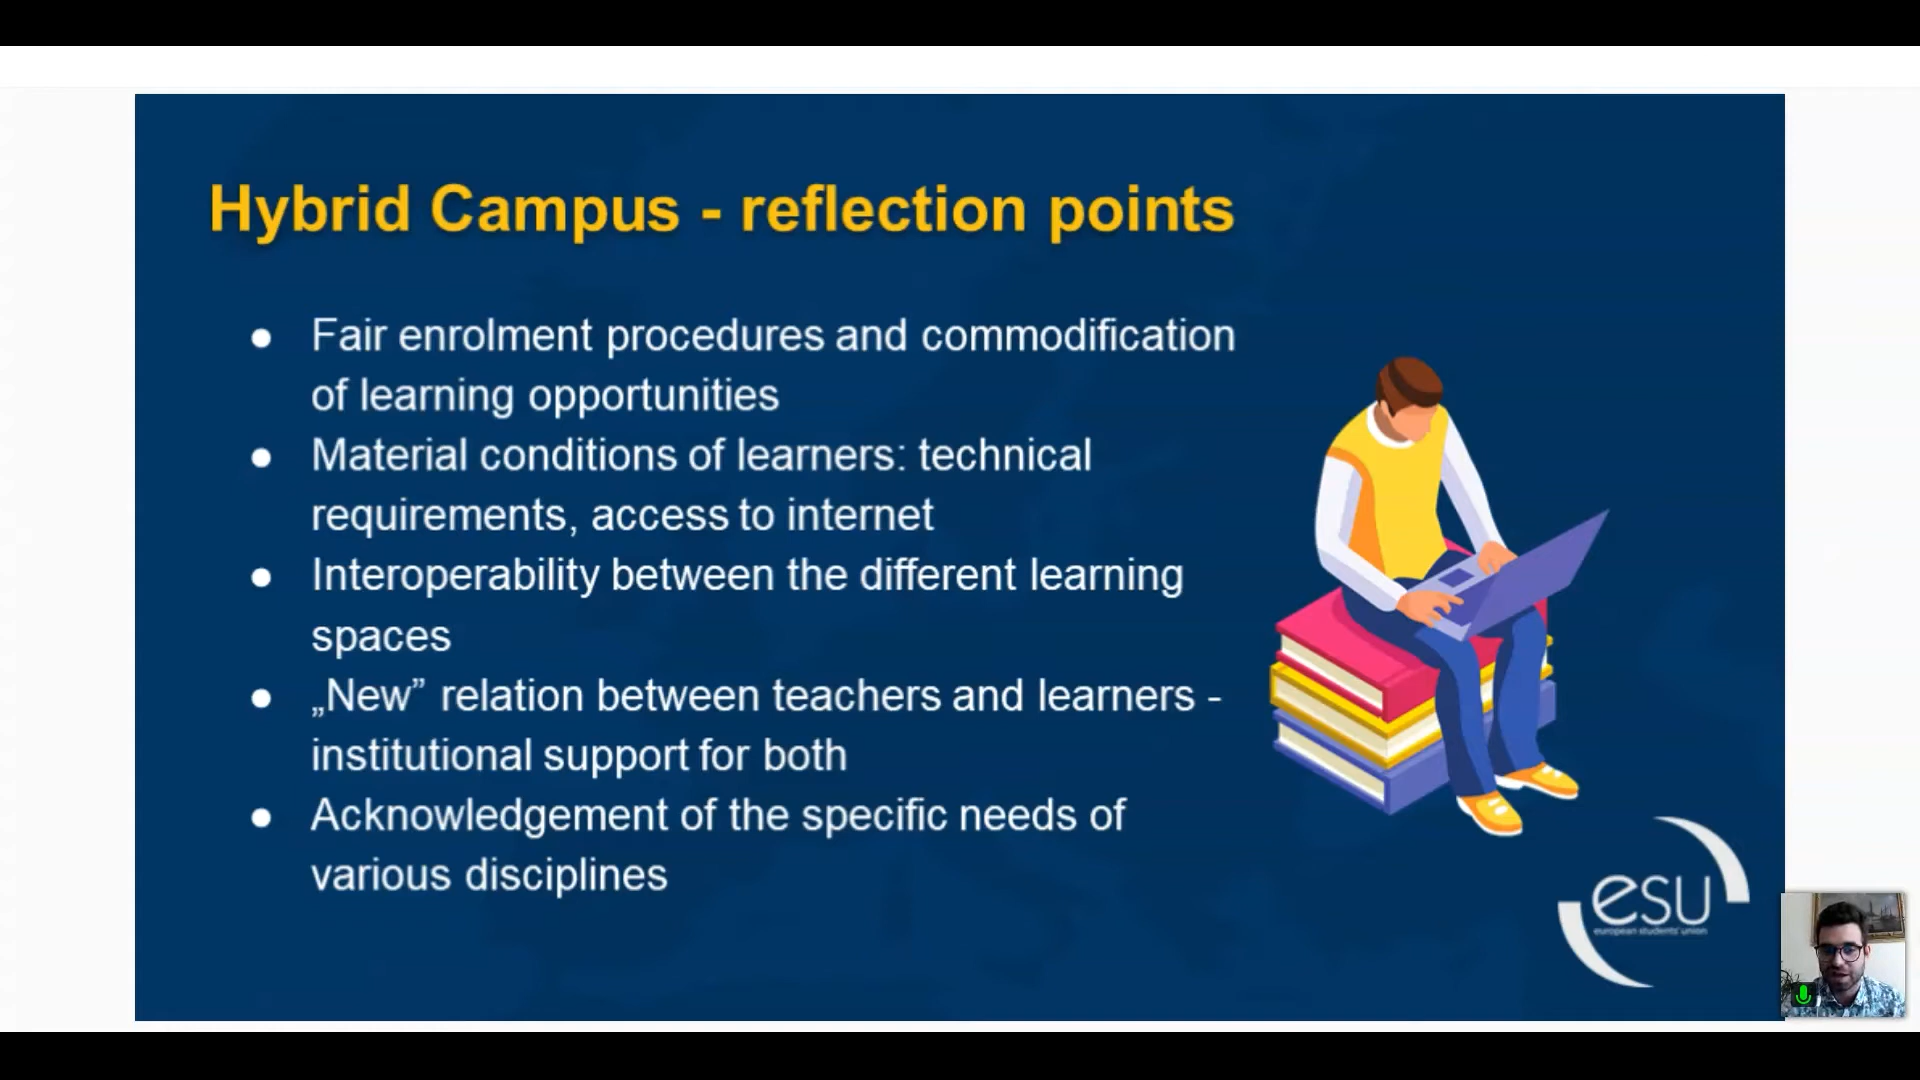 Hybrid Campus - reflection points
● Fair enrolment procedures and commodification
of learning opportunities
● Material conditions of learners: technical
requirements, access to internet
● Interoperability between the different learning
spaces
● „New” relation between teachers and learners -
institutional support for both
● Acknowledgement of the specific needs of
various disciplines
esu
european students' union